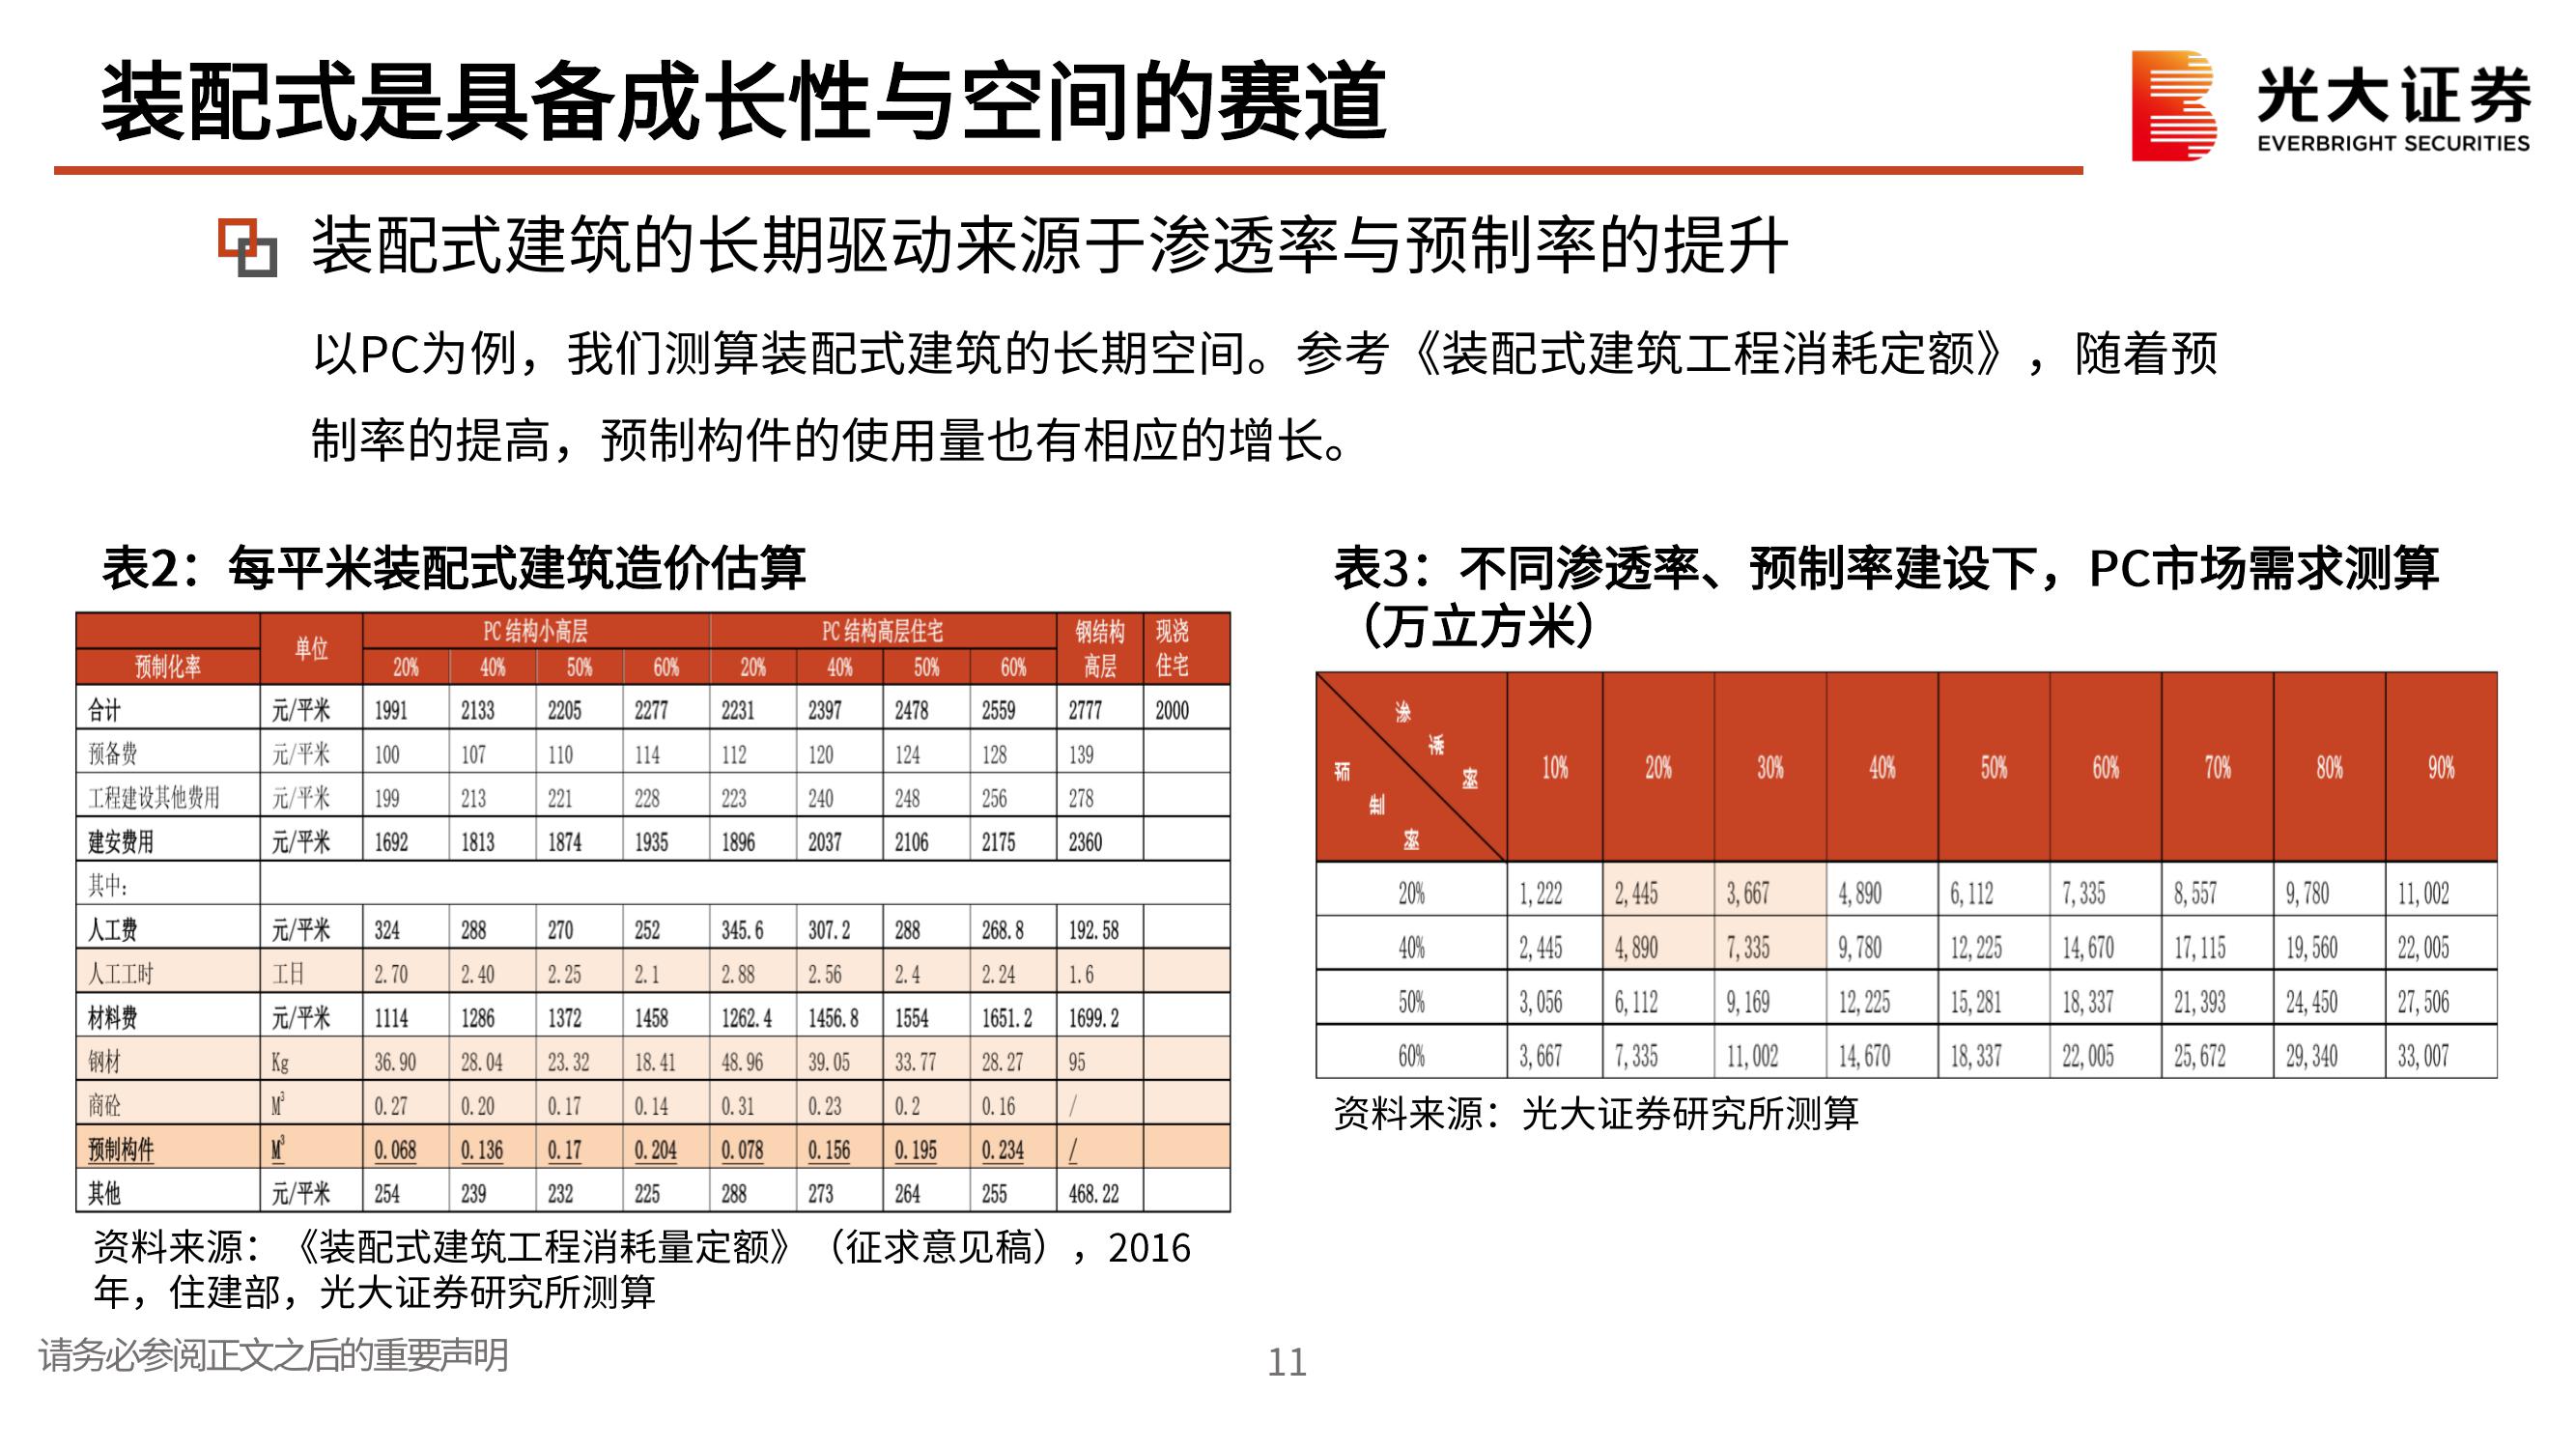 装配式是具备成长性与空间的赛道
光大证券
EVERBRIGHT SECURITIES
装配式建筑的长期驱动来源于渗透率与预制率的提升
以PC为例，我们测算装配式建筑的长期空间。参考《装配式建筑工程消耗定额》，随着预
制率的提高，预制构件的使用量也有相应的增长。
表2：每平米装配式建筑造价估算
单位 PC 结构小高层 PC 结构高层住宅 钢结构高层 现浇住宅
预制化率 20% 40% 50% 60% 20% 40% 50% 60%
合计 元/平米 1991 2133 2205 2277 2231 2397 2478 2559 2777 2000
预备费 元/平米 100 107 110 114 112 120 124 128 139
工程建设其他费用 元/平米 199 213 221 228 223 240 248 256 278
建安费用 元/平米 1692 1813 1874 1935 1896 2037 2106 2175 2360
其中:
人工费 元/平米 324 288 270 252 345.6 307.2 288 268.8 192.58
人工工时 工日 2.70 2.40 2.25 2.1 2.88 2.56 2.4 2.24 1.6
材料费 元/平米 1114 1286 1372 1458 1262.4 1456.8 1554 1651.2 1699.2
钢材 Kg 36.90 28.04 23.32 18.41 48.96 39.05 33.77 28.27 95
商砼 M³ 0.27 0.20 0.17 0.14 0.31 0.23 0.2 0.16 /
预制构件 M³ 0.068 0.136 0.17 0.204 0.078 0.156 0.195 0.234 /
其他 元/平米 254 239 232 225 288 273 264 255 468.22
资料来源：《装配式建筑工程消耗量定额》（征求意见稿），2016
年，住建部，光大证券研究所测算
表3：不同渗透率、预制率建设下，PC市场需求测算
（万立方米）
渗透率 预制率 10% 20% 30% 40% 50% 60% 70% 80% 90%
20% 1,222 2,445 3,667 4,890 6,112 7,335 8,557 9,780 11,002
40% 2,445 4,890 7,335 9,780 12,225 14,670 17,115 19,560 22,005
50% 3,056 6,112 9,169 12,225 15,281 18,337 21,393 24,450 27,506
60% 3,667 7,335 11,002 14,670 18,337 22,005 25,672 29,340 33,007
资料来源：光大证券研究所测算
请务必参阅正文之后的重要声明
11